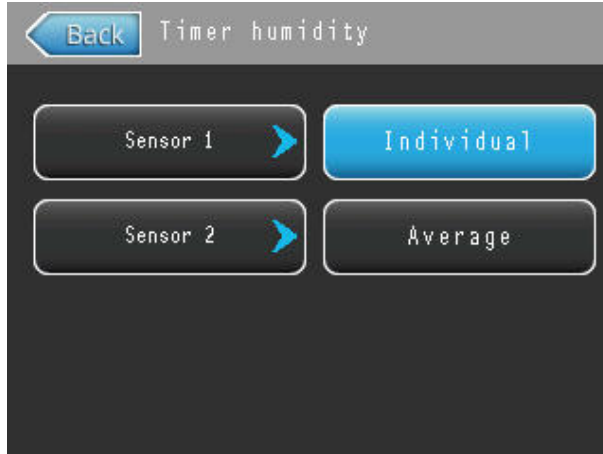 Back Timer humidity
Sensor 1 Individual
Sensor 2 Average